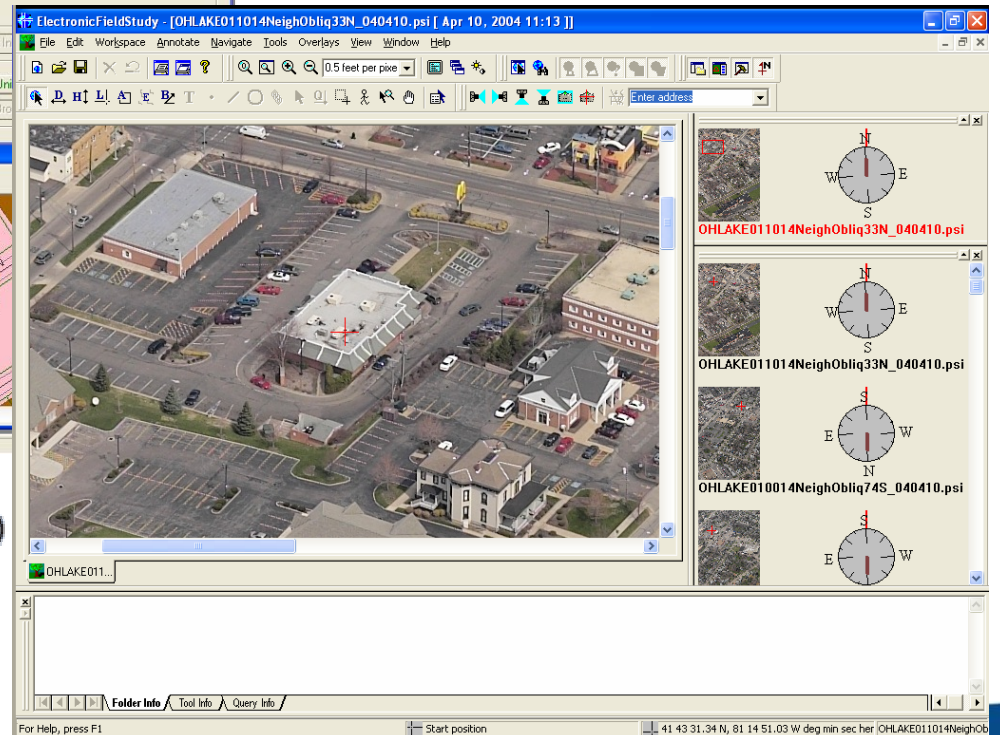 ElectronicFieldStudy - [OHLAKE011014NeighObliq33N_040410.psi [ Apr 10, 2004 11:13 ]]
File Edit Workspace Annotate Navigate Tools Overlays View Window Help
0.5 feet per pixe
Enter address
N
W E
S
OHLAKE011014NeighObliq33N_040410.psi
N
W E
S
OHLAKE011014NeighObliq33N_040410.psi
S
E W
N
OHLAKE010014NeighObliq74S_040410.psi
S
E W
OHLAKE011...
Folder Info Tool Info Query Info
For Help, press F1
Start position
41 43 31.34 N, 81 14 51.03 W deg min sec her
OHLAKE011014NeighOb